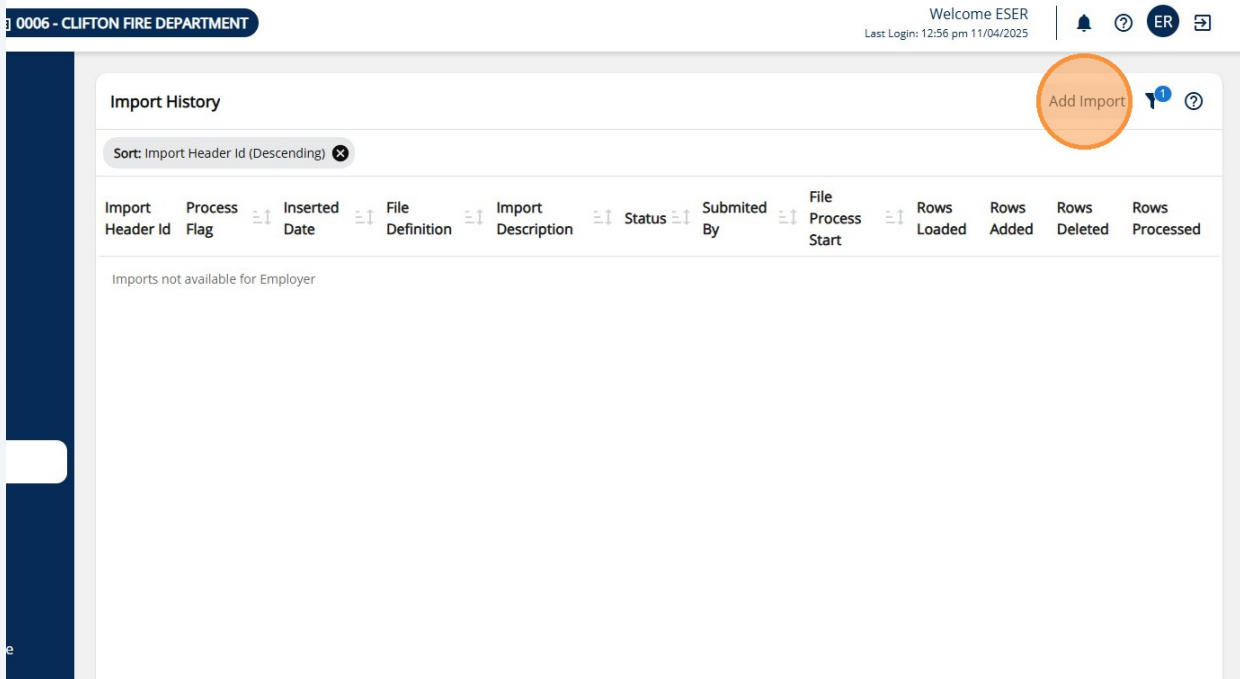 0006 - CLIFTON FIRE DEPARTMENT
Welcome ESER
Last Login: 12:56 pm 11/04/2025
ER
Import History
Add Import
1
Sort: Import Header Id (Descending)
Import Header Id
Process Flag
Inserted Date
File Definition
Import Description
Status
Submited By
File Process Start
Rows Loaded
Rows Added
Rows Deleted
Rows Processed
Imports not available for Employer
e